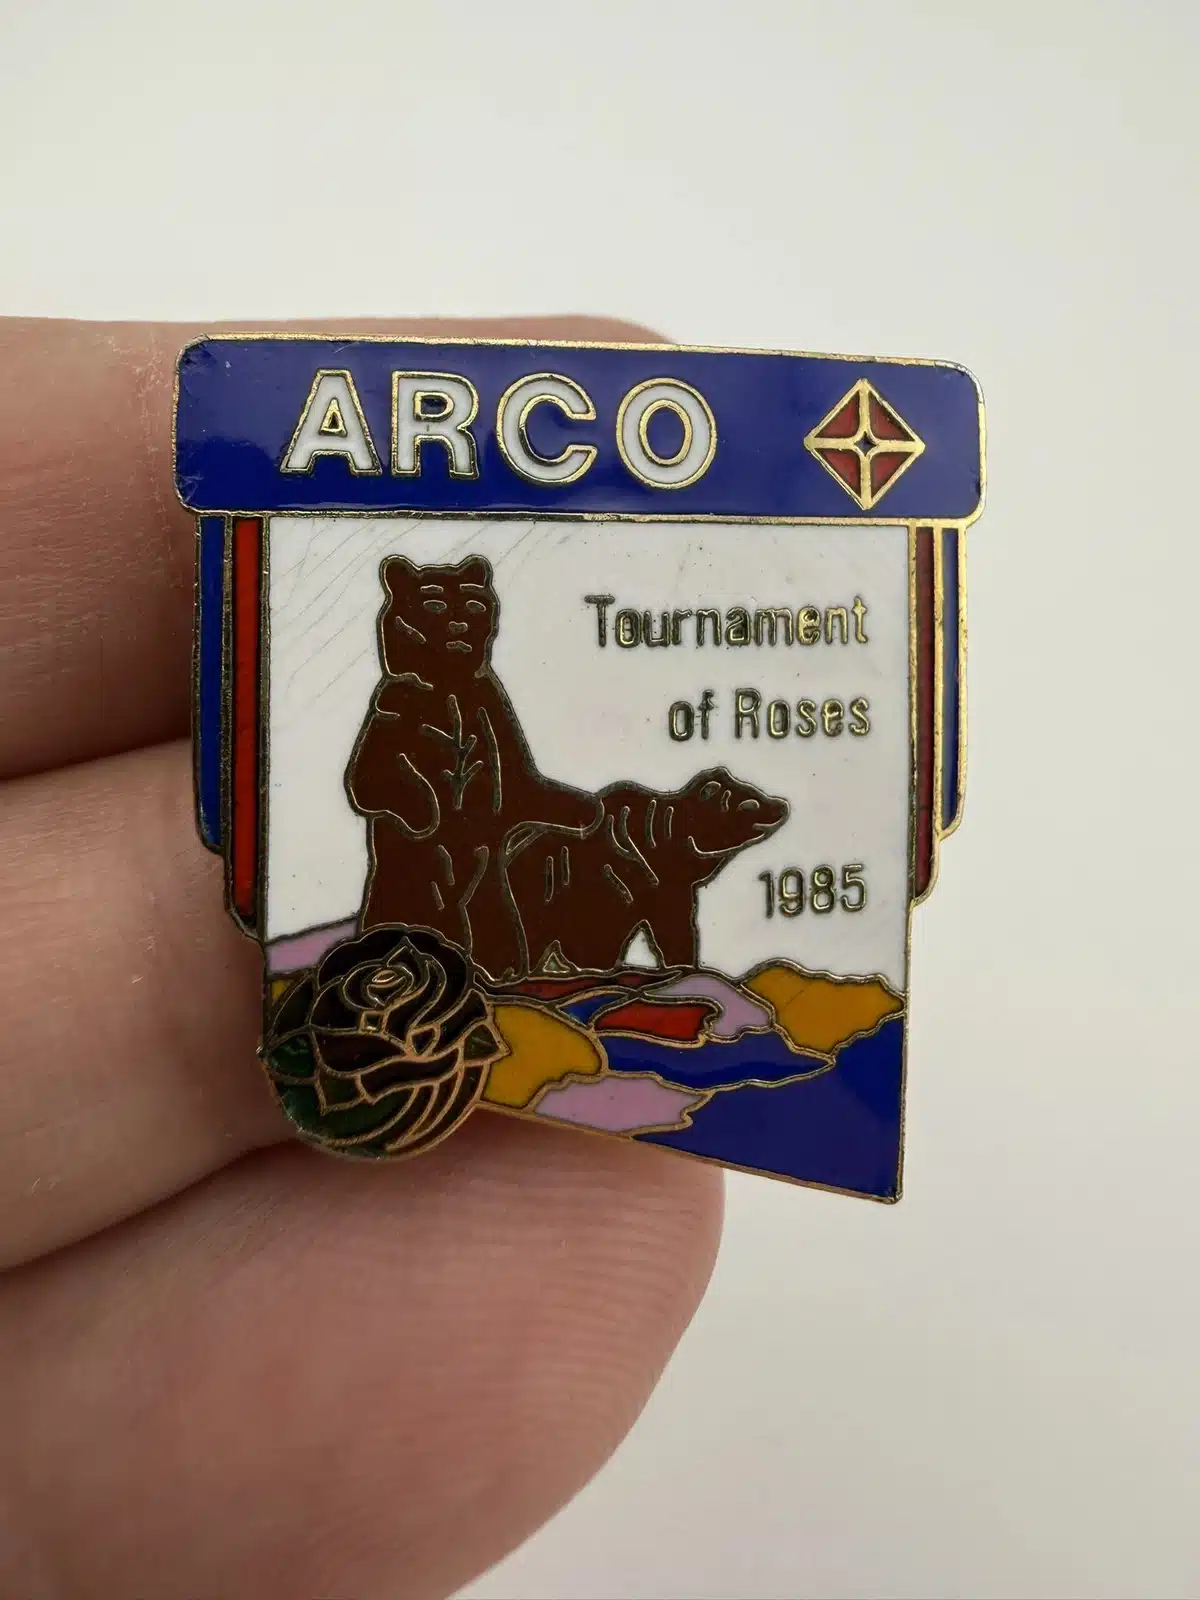 ARCO
Tournament
of Roses
1985